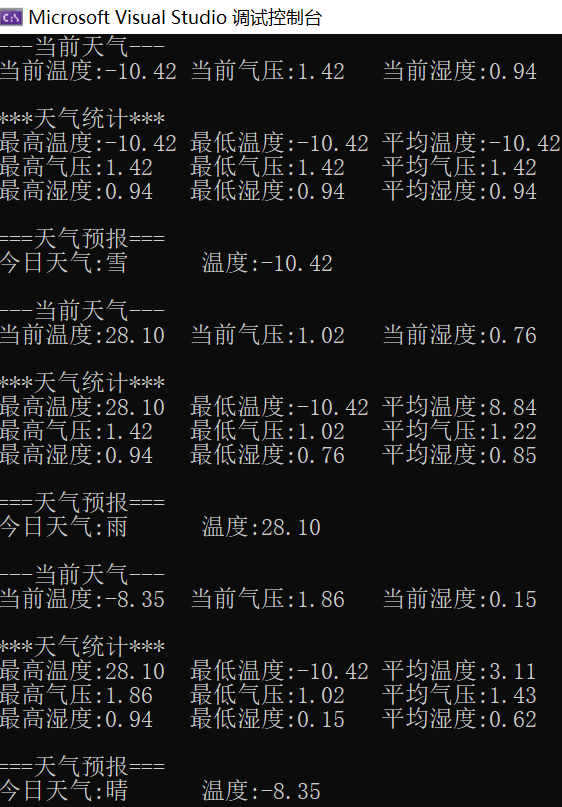 Microsoft Visual Studio 调试控制台
---当前天气---
当前温度:-10.42 当前气压:1.42 当前湿度:0.94
***天气统计***
最高温度:-10.42 最低温度:-10.42 平均温度:-10.42
最高气压:1.42 最低气压:1.42 平均气压:1.42
最高湿度:0.94 最低湿度:0.94 平均湿度:0.94
===天气预报===
今日天气:雪 温度:-10.42
---当前天气---
当前温度:28.10 当前气压:1.02 当前湿度:0.76
***天气统计***
最高温度:28.10 最低温度:-10.42 平均温度:8.84
最高气压:1.42 最低气压:1.02 平均气压:1.22
最高湿度:0.94 最低湿度:0.76 平均湿度:0.85
===天气预报===
今日天气:雨 温度:28.10
---当前天气---
当前温度:-8.35 当前气压:1.86 当前湿度:0.15
***天气统计***
最高温度:28.10 最低温度:-10.42 平均温度:3.11
最高气压:1.86 最低气压:1.02 平均气压:1.43
最高湿度:0.94 最低湿度:0.15 平均湿度:0.62
===天气预报===
今日天气:晴 温度:-8.35